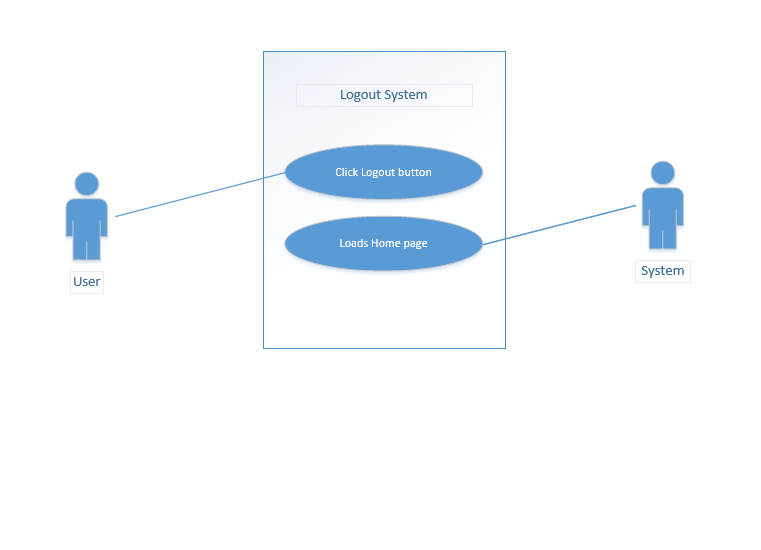 Logout System
Click Logout button
Loads Home page
User
System